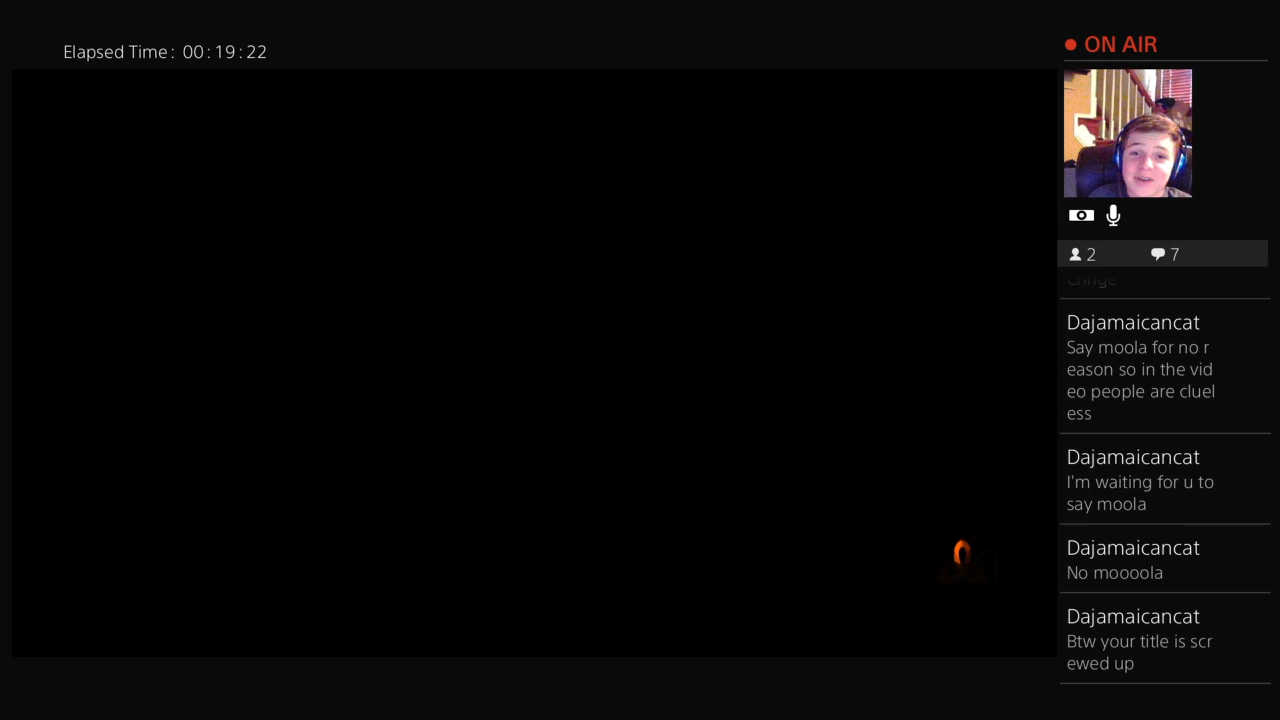 Elapsed Time: 00:19:22
ON AIR
2 7
Cringe
Dajamaicancat
Say moola for no r
eason so in the vid
eo people are cluel
ess
Dajamaicancat
I'm waiting for u to
say moola
Dajamaicancat
No moooola
Dajamaicancat
Btw your title is scr
ewed up